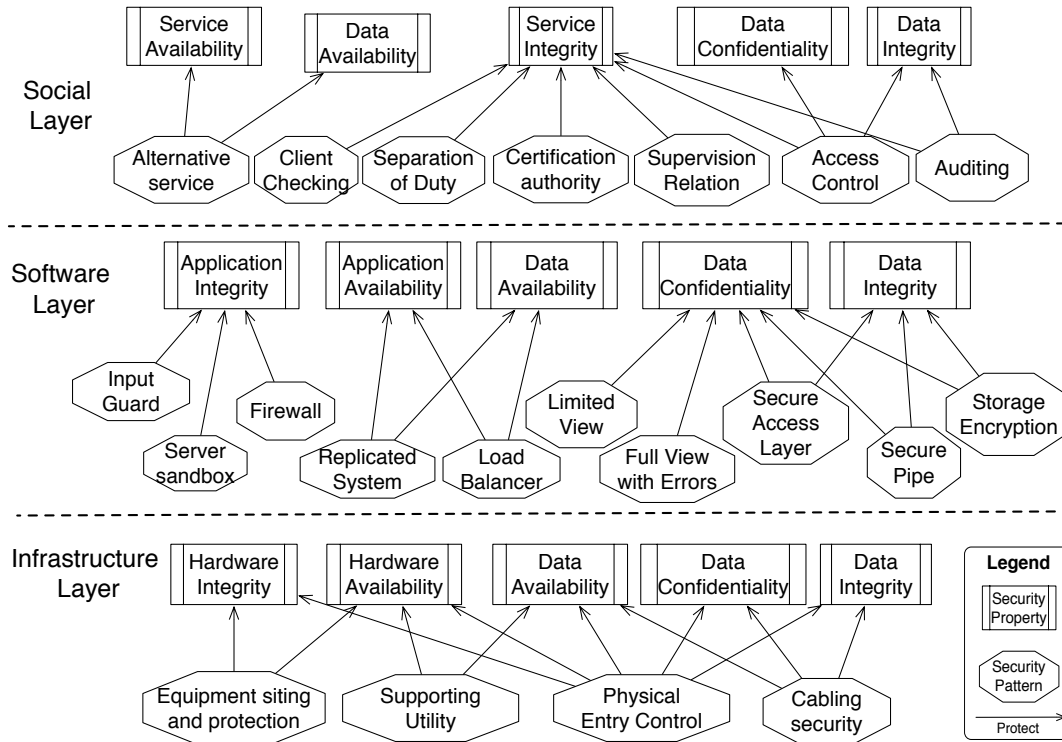 Social
Layer
Service
Availability
Data
Availability
Service
Integrity
Data
Confidentiality
Data
Integrity
Alternative
service
Client
Checking
Separation
of Duty
Certification
authority
Supervision
Relation
Access
Control
Auditing
Software
Layer
Application
Integrity
Application
Availability
Data
Availability
Data
Confidentiality
Data
Integrity
Input
Guard
Server
sandbox
Firewall
Replicated
System
Load
Balancer
Limited
View
Full View
with Errors
Secure
Access
Layer
Secure
Pipe
Storage
Encryption
Infrastructure
Layer
Hardware
Integrity
Hardware
Availability
Data
Availability
Data
Confidentiality
Data
Integrity
Equipment siting
and protection
Supporting
Utility
Physical
Entry Control
Cabling
security
Legend
Security
Property
Security
Pattern
Protect